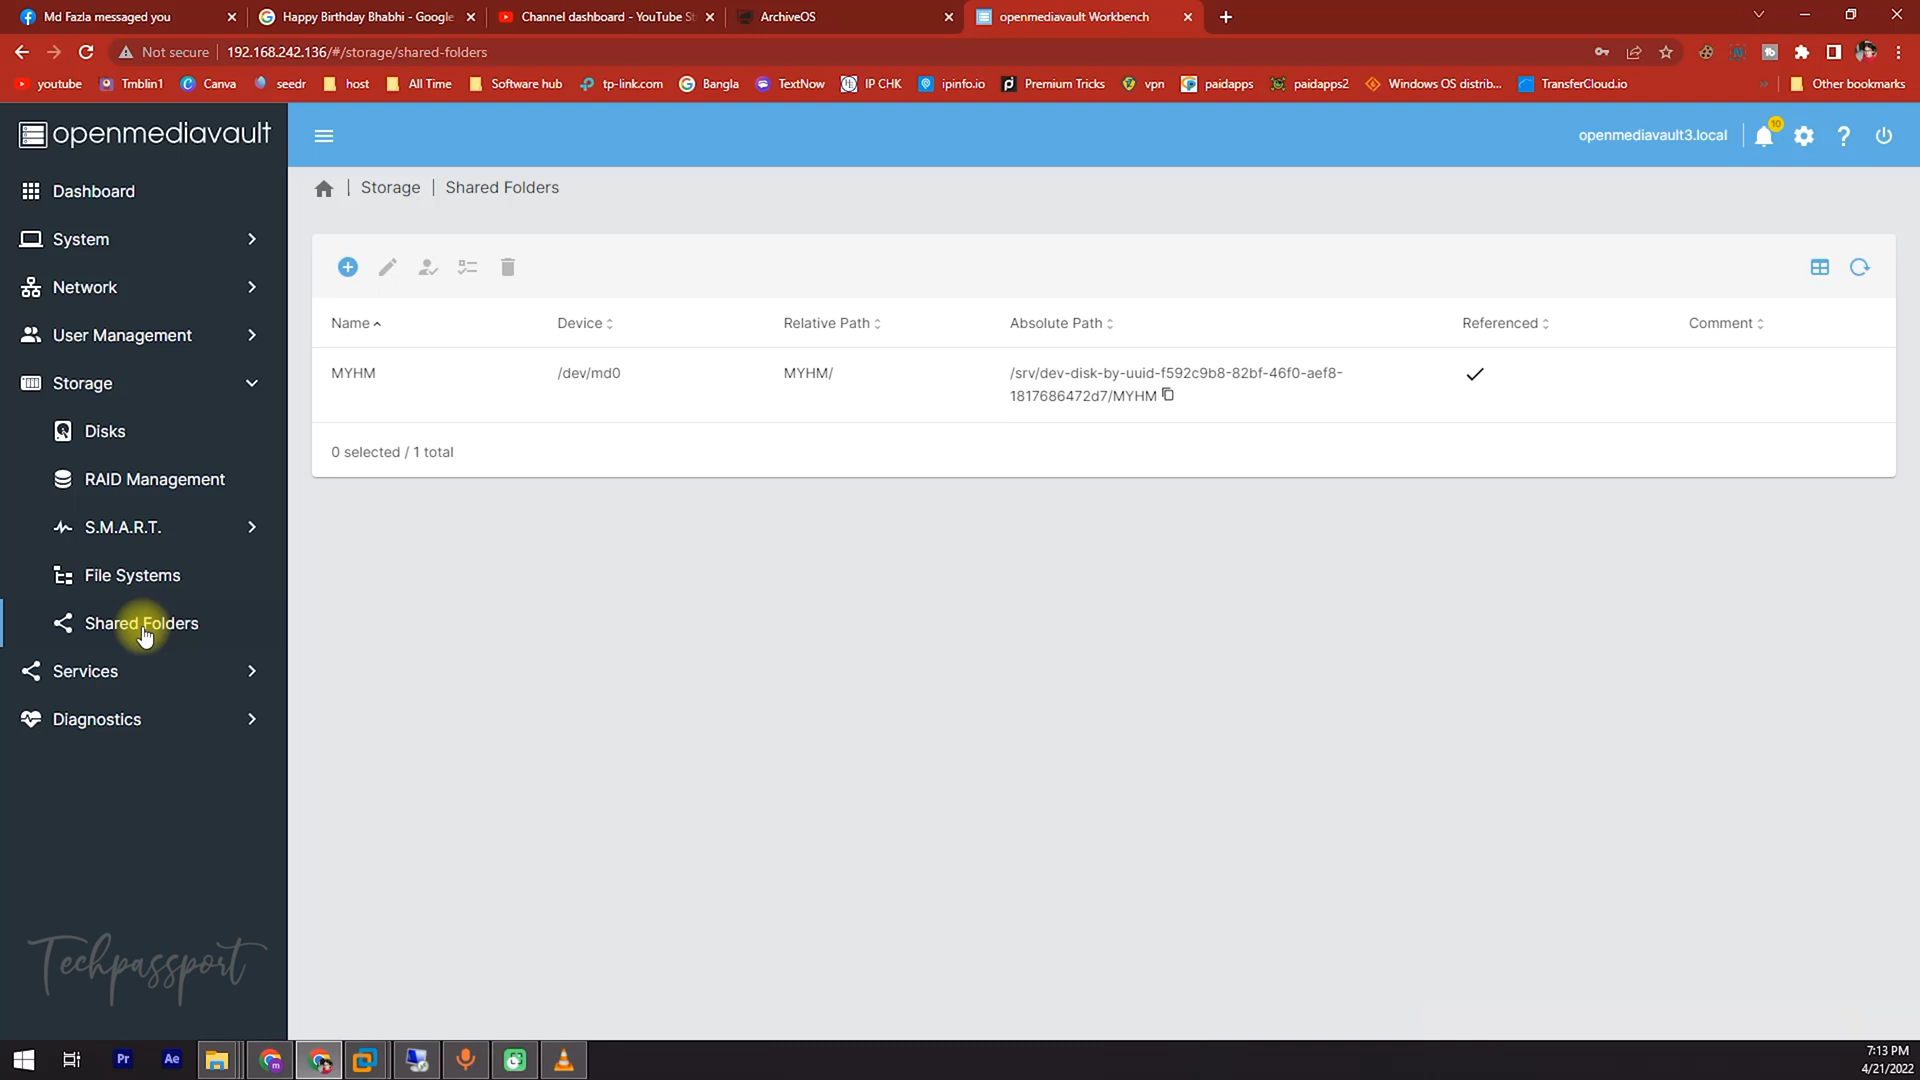 Md Fazla messaged you
Happy Birthday Bhabhi - Google
Channel dashboard - YouTube St
ArchiveOS
openmediavault Workbench
Not secure
192.168.242.136/#/storage/shared-folders
youtube
Tmblin1
Canva
seedr
host
All Time
Software hub
tp-link.com
Bangla
TextNow
IP CHK
ipinfo.io
Premium Tricks
vpn
paidapps
paidapps2
Windows OS distrib...
TransferCloud.io
Other bookmarks
openmediavault
openmediavault3.local
10
Dashboard
System
Network
User Management
Storage
Disks
RAID Management
S.M.A.R.T.
File Systems
Shared Folders
Services
Diagnostics
Storage | Shared Folders
Name Device Relative Path Absolute Path Referenced Comment
MYHM /dev/md0 MYHM/ /srv/dev-disk-by-uuid-f592c9b8-82bf-46f0-aef8-
1817686472d7/MYHM
0 selected / 1 total
Techpassport
Pr
Ae
7:13 PM
4/21/2022